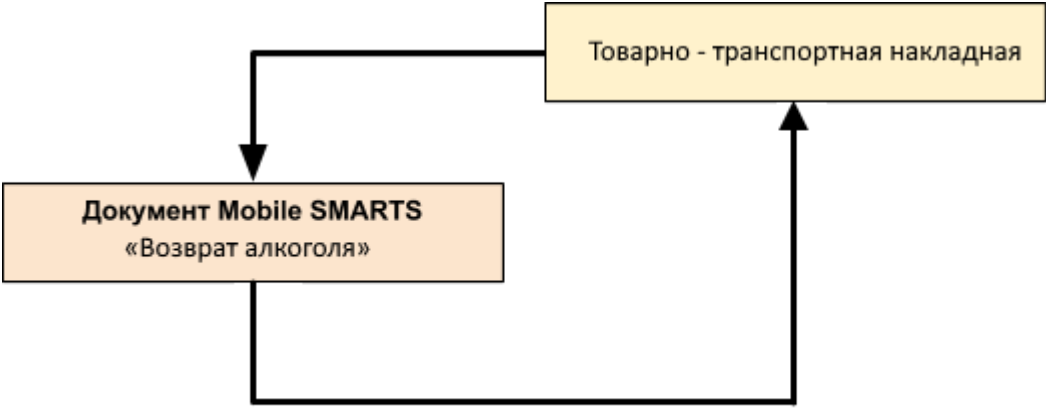 Товарно - транспортная накладная
Документ Mobile SMARTS
«Возврат алкоголя»